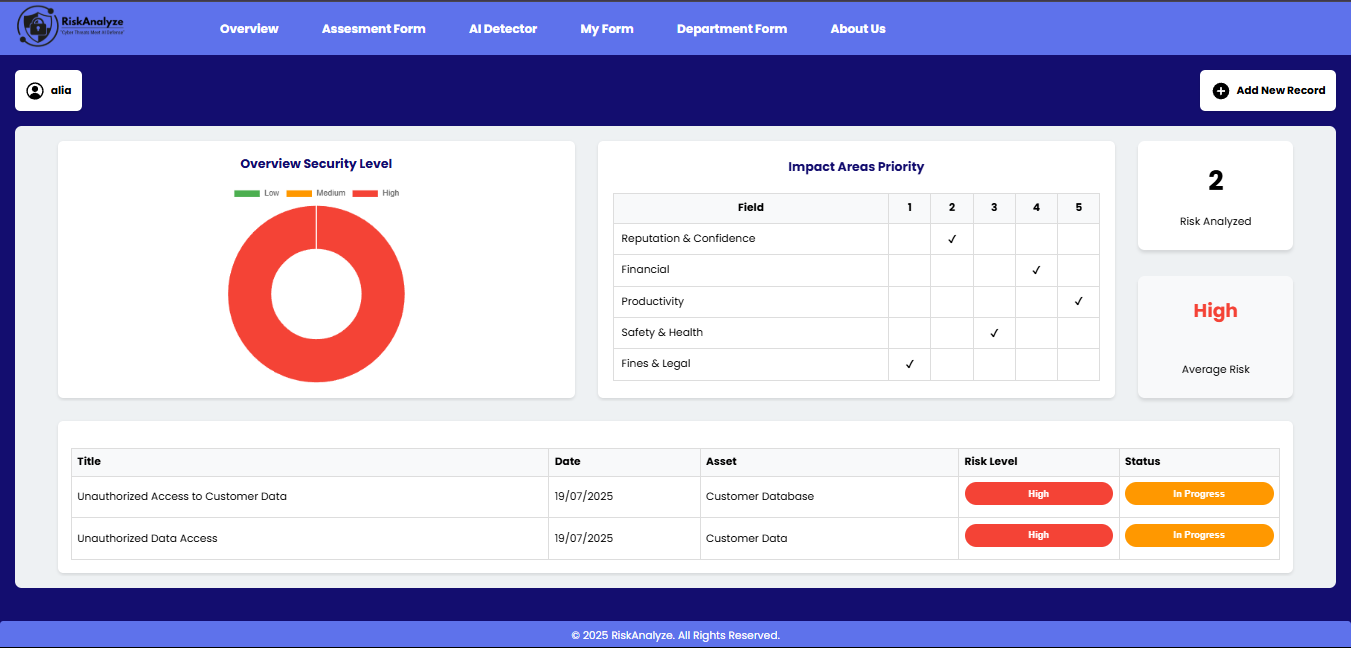 RiskAnalyze
"Cyber Threats Meet AI Defense"
Overview Assesment Form AI Detector My Form Department Form About Us
alia
Add New Record
Overview Security Level
Low Medium High
Impact Areas Priority
Field 1 2 3 4 5
Reputation & Confidence ✓
Financial ✓
Productivity ✓
Safety & Health ✓
Fines & Legal ✓
2
Risk Analyzed
High
Average Risk
Title Date Asset Risk Level Status
Unauthorized Access to Customer Data 19/07/2025 Customer Database High In Progress
Unauthorized Data Access 19/07/2025 Customer Data High In Progress
© 2025 RiskAnalyze. All Rights Reserved.